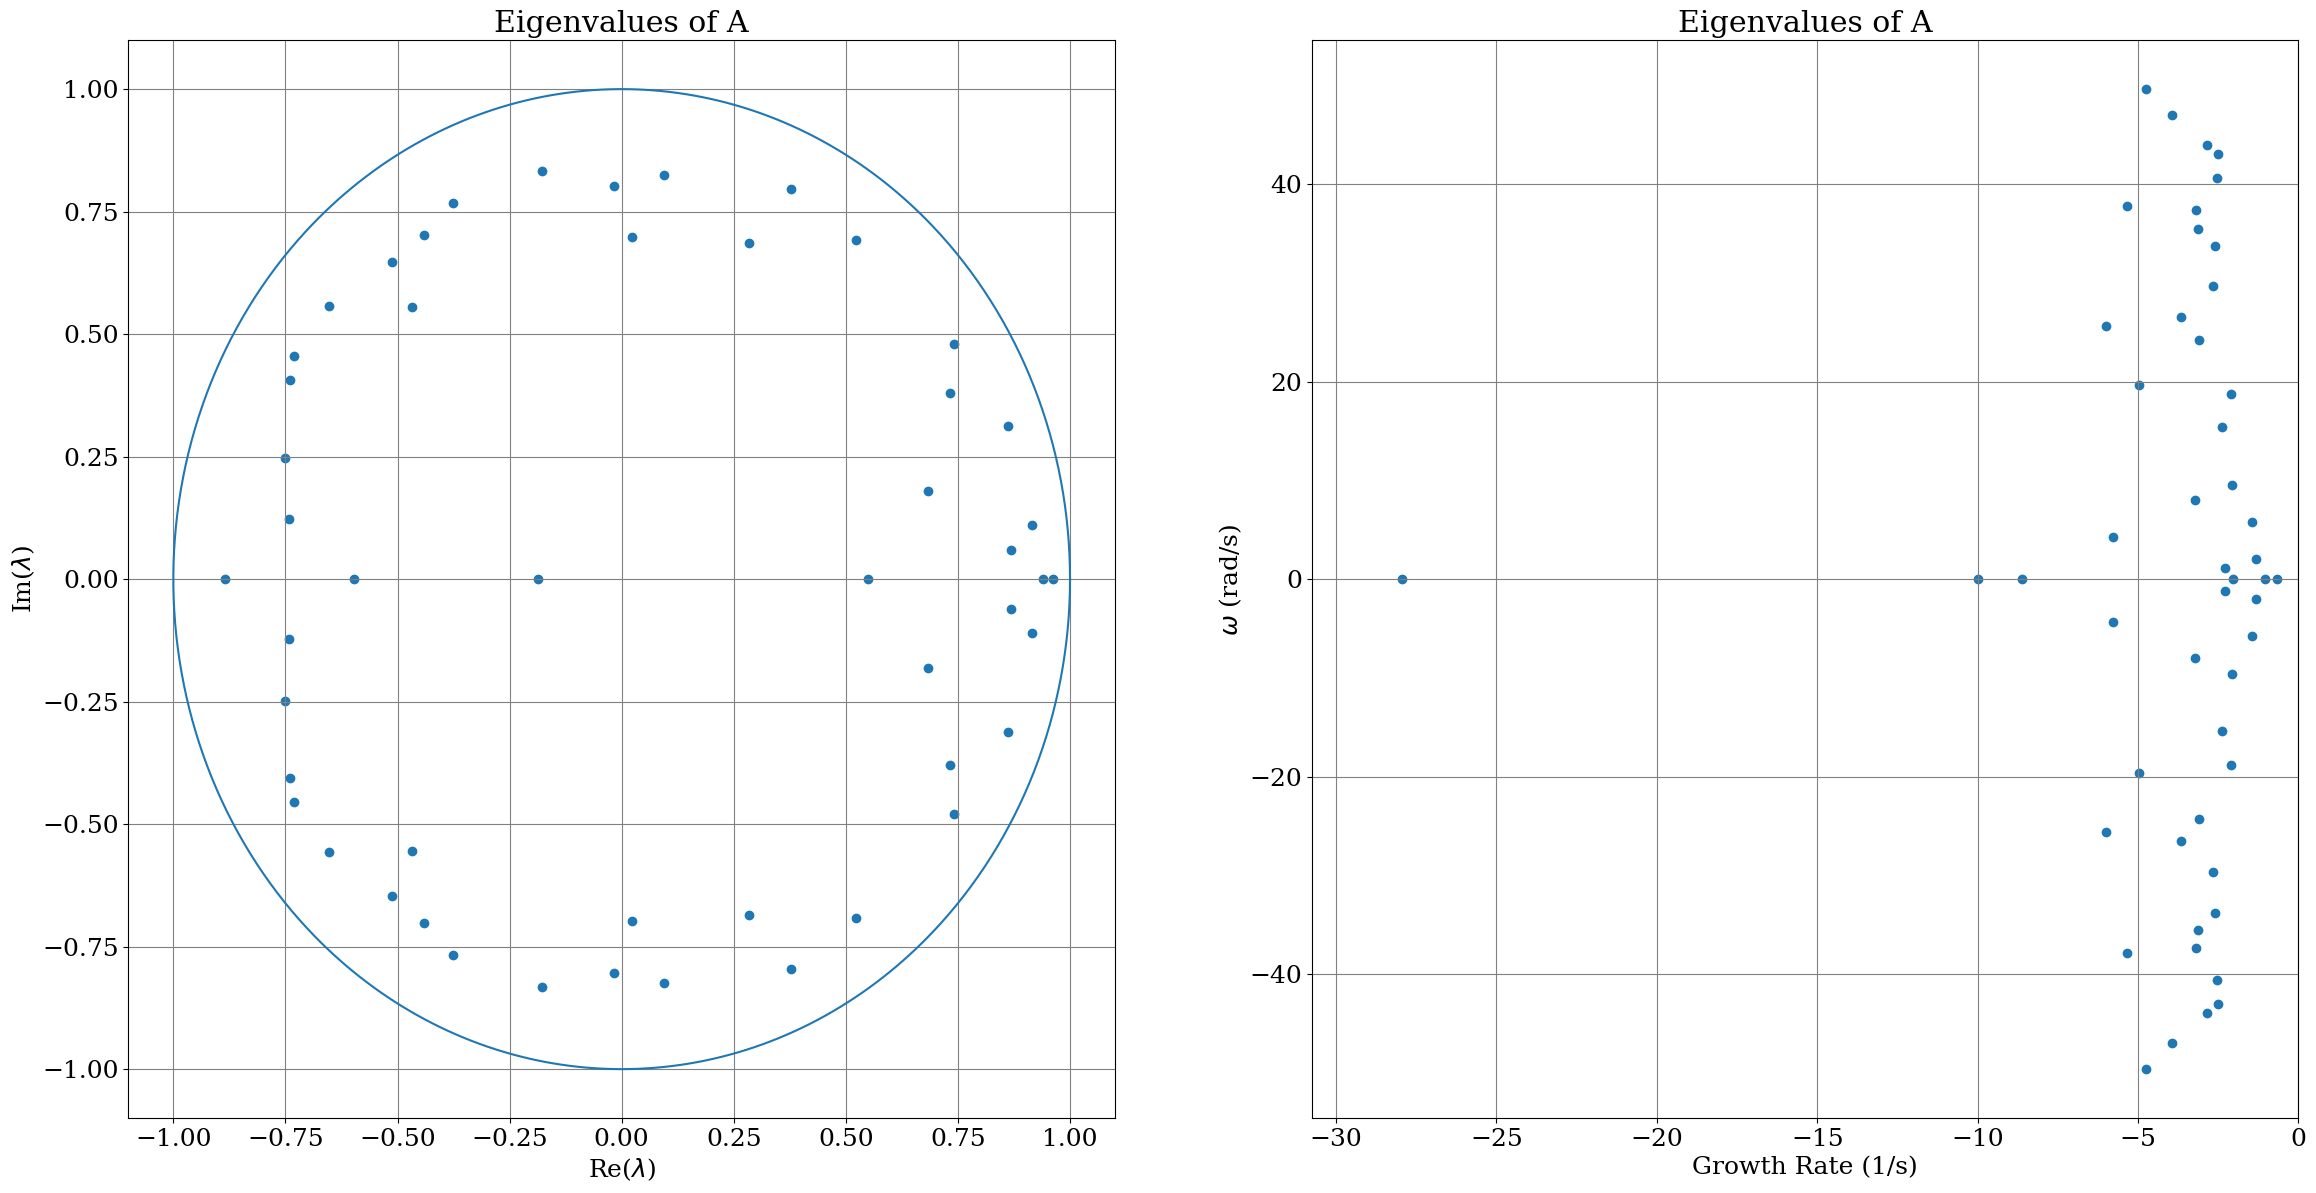 Eigenvalues of A
1.00
0.75
0.50
0.25
0.00
−0.25
−0.50
−0.75
−1.00
Im(λ)
−1.00 −0.75 −0.50 −0.25 0.00 0.25 0.50 0.75 1.00
Re(λ)
Eigenvalues of A
40
20
0
−20
−40
ω (rad/s)
−30 −25 −20 −15 −10 −5 0
Growth Rate (1/s)